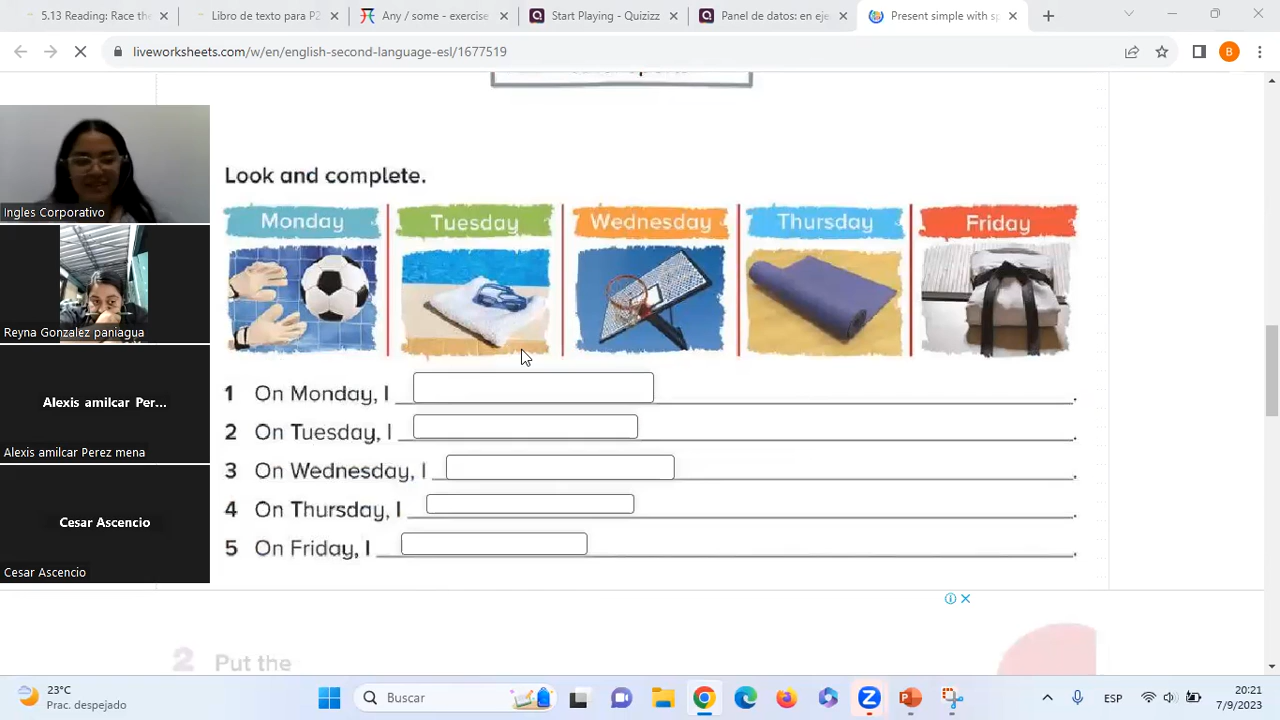 5.13 Reading: Race the
Libro de texto para P2
Any / some - exercise
Start Playing - Quizizz
Panel de datos: en eje
Present simple with sp
liveworksheets.com/w/en/english-second-language-esl/1677519
B
Look and complete.
Monday
Tuesday
Wednesday
Thursday
Friday
1 On Monday, I
2 On Tuesday, I
3 On Wednesday, I
4 On Thursday, I
5 On Friday, I
Ingles Corporativo
Reyna Gonzalez paniagua
Alexis amilcar Per...
Alexis amilcar Perez mena
Cesar Ascencio
Cesar Ascencio
2 Put the
23°C
Prac. despejado
Buscar
ESP
20:21
7/9/2023